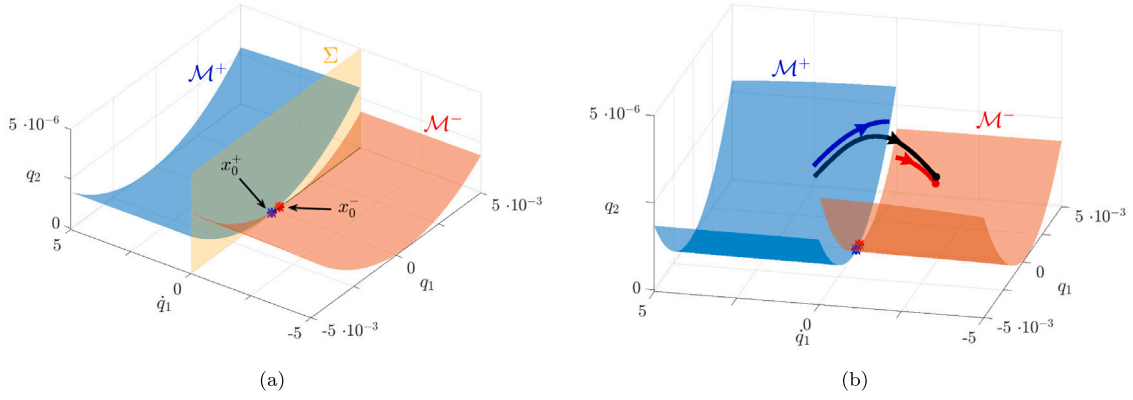 Σ
ℳ⁺
ℳ⁻
5 · 10⁻⁶
q₂
0
5
x₀⁺
x₀⁻
0
q̇₁
-5
-5 · 10⁻³
0
q₁
5 · 10⁻³
(a)
ℳ⁺
ℳ⁻
5 · 10⁻⁶
q₂
0
5
0
q̇₁
-5
-5 · 10⁻³
0
q₁
5 · 10⁻³
(b)